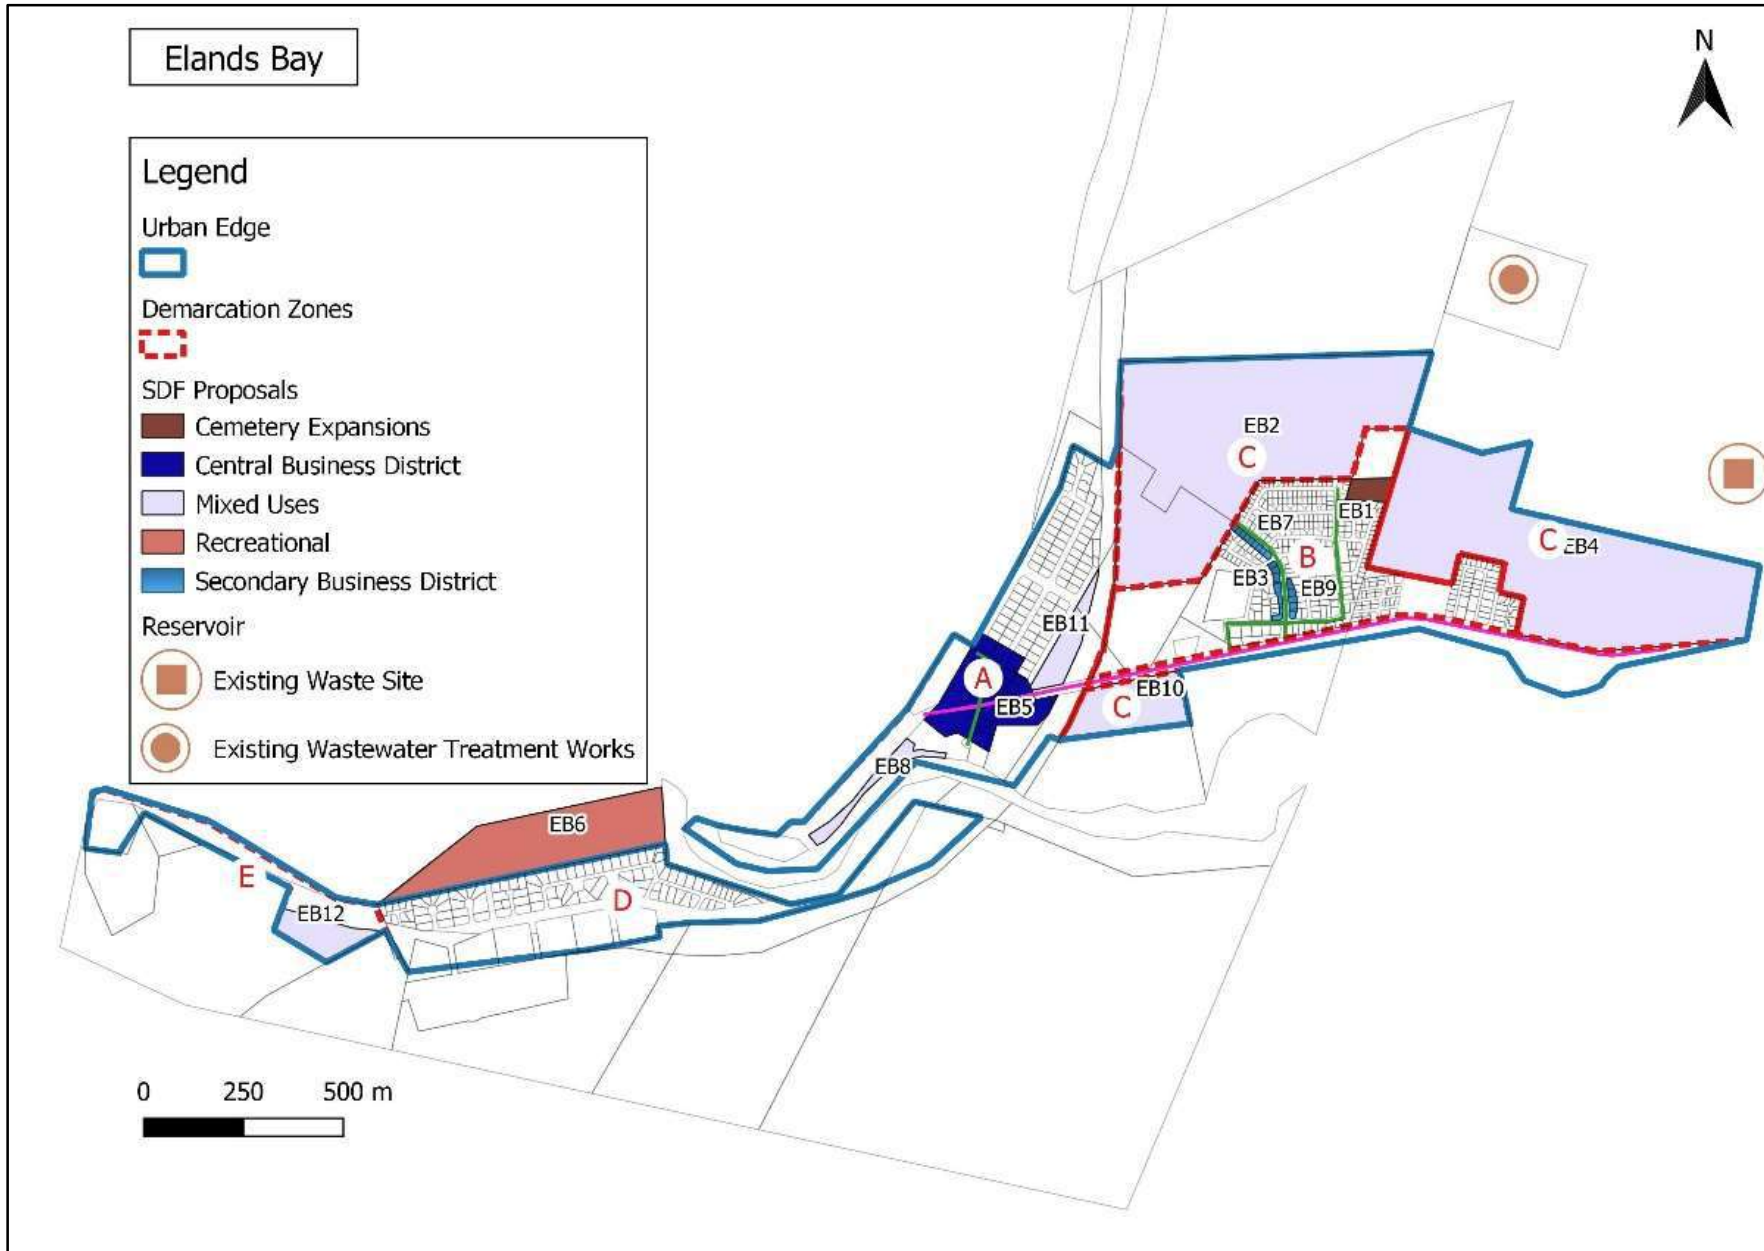 Elands Bay
N
Legend
Urban Edge
Demarcation Zones
SDF Proposals
Cemetery Expansions
Central Business District
Mixed Uses
Recreational
Secondary Business District
Reservoir
Existing Waste Site
Existing Wastewater Treatment Works
EB2
C
EB1
EB7
B
C EB4
EB3
EB9
EB11
A
EB10
EB5
C
EB8
EB6
E
D
EB12
0 250 500 m